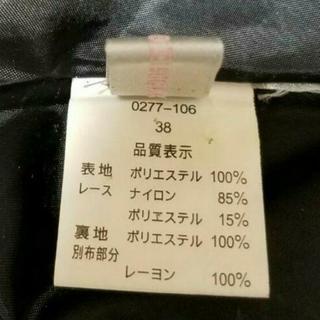 0277-106
38
品質表示
表地 ポリエステル 100%
レース ナイロン 85%
ポリエステル 15%
裏地 ポリエステル 100%
別布部分
レーヨン 100%